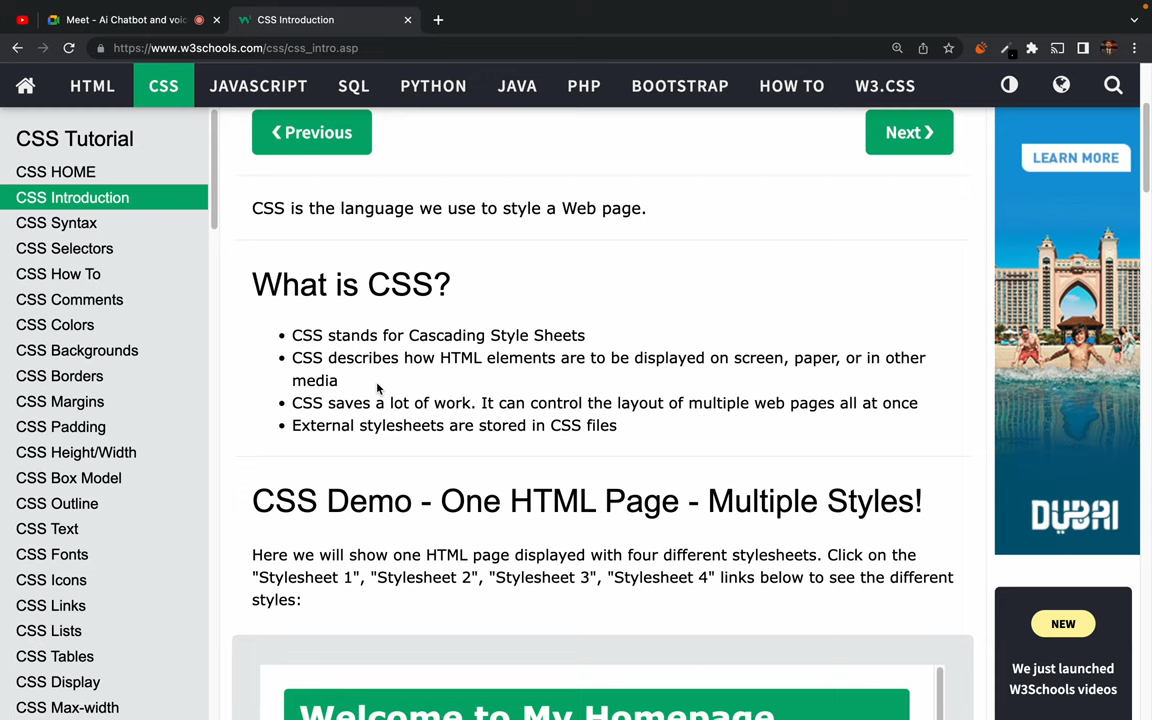 Meet - Ai Chatbot and voic
CSS Introduction
https://www.w3schools.com/css/css_intro.asp
HTML CSS JAVASCRIPT SQL PYTHON JAVA PHP BOOTSTRAP HOW TO W3.CSS
CSS Tutorial
CSS HOME
CSS Introduction
CSS Syntax
CSS Selectors
CSS How To
CSS Comments
CSS Colors
CSS Backgrounds
CSS Borders
CSS Margins
CSS Padding
CSS Height/Width
CSS Box Model
CSS Outline
CSS Text
CSS Fonts
CSS Icons
CSS Links
CSS Lists
CSS Tables
CSS Display
CSS Max-width
❮ Previous
Next ❯
CSS is the language we use to style a Web page.
What is CSS?
• CSS stands for Cascading Style Sheets
• CSS describes how HTML elements are to be displayed on screen, paper, or in other
media
• CSS saves a lot of work. It can control the layout of multiple web pages all at once
• External stylesheets are stored in CSS files
CSS Demo - One HTML Page - Multiple Styles!
Here we will show one HTML page displayed with four different stylesheets. Click on the
"Stylesheet 1", "Stylesheet 2", "Stylesheet 3", "Stylesheet 4" links below to see the different
styles:
Welcome to My Homepage
LEARN MORE
DUBAI
NEW
We just launched
W3Schools videos